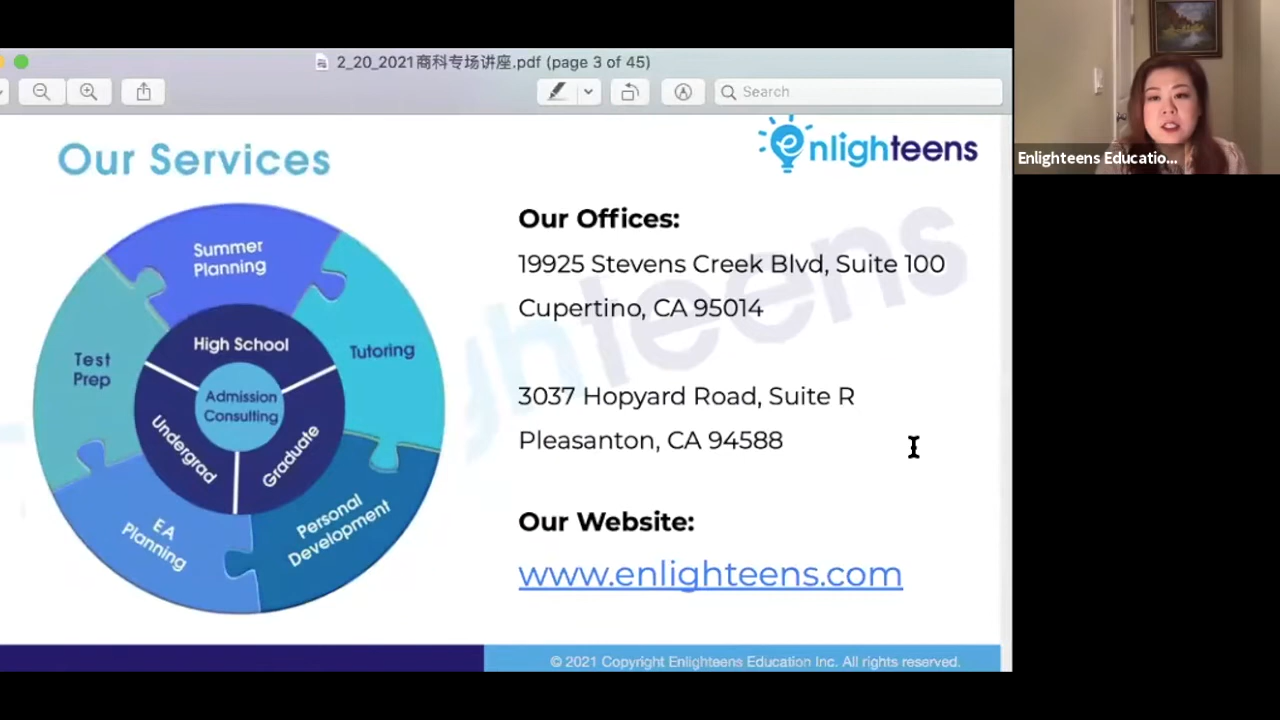 2_20_2021商科专场讲座.pdf (page 3 of 45)
Search
Enlighteens Educatio...
Our Services
enlighteens
Summer
Planning
Tutoring
Test
Prep
High School
Admission
Consulting
Undergrad
Graduate
EA
Planning
Personal
Development
Our Offices:
19925 Stevens Creek Blvd, Suite 100
Cupertino, CA 95014
3037 Hopyard Road, Suite R
Pleasanton, CA 94588
Our Website:
www.enlighteens.com
© 2021 Copyright Enlighteens Education Inc. All rights reserved.